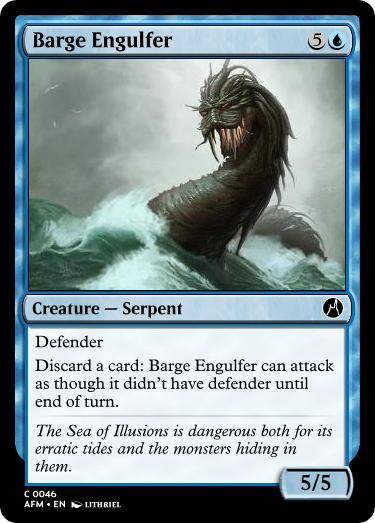 Barge Engulfer 5
Creature — Serpent
Defender
Discard a card: Barge Engulfer can attack
as though it didn't have defender until
end of turn.
The Sea of Illusions is dangerous both for its
erratic tides and the monsters hiding in
them.
5/5
C 0046
AFM • EN LITHRIEL